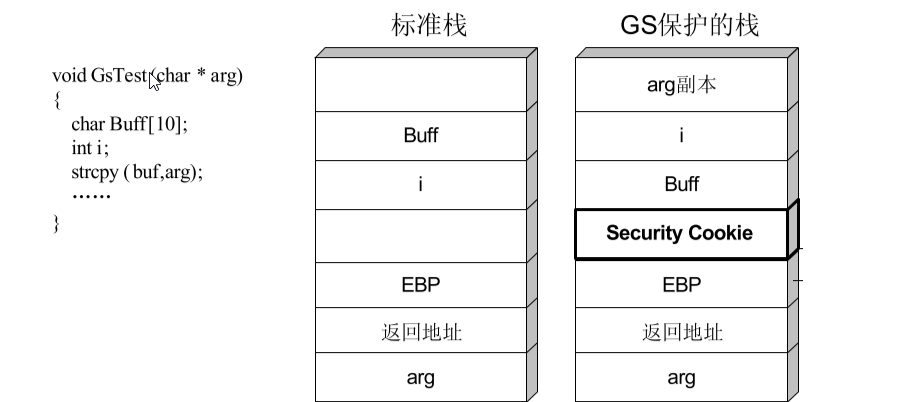 void GsTest(char * arg)
{
char Buff[10];
int i;
strcpy ( buf,arg);
……
}
标准栈
Buff
i
EBP
返回地址
arg
GS保护的栈
arg副本
i
Buff
Security Cookie
EBP
返回地址
arg